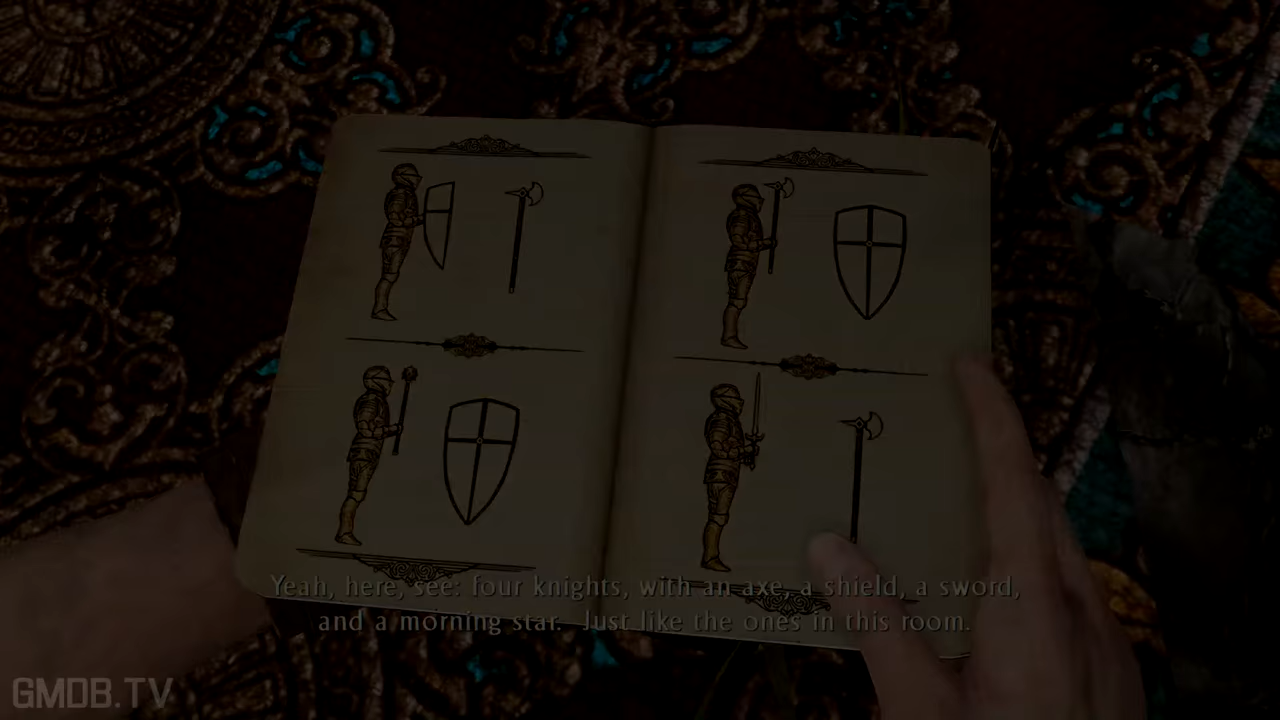 Yeah, here, see: four knights, with an axe, a shield, a sword,
and a morning star. Just like the ones in this room.
GMDB.TV